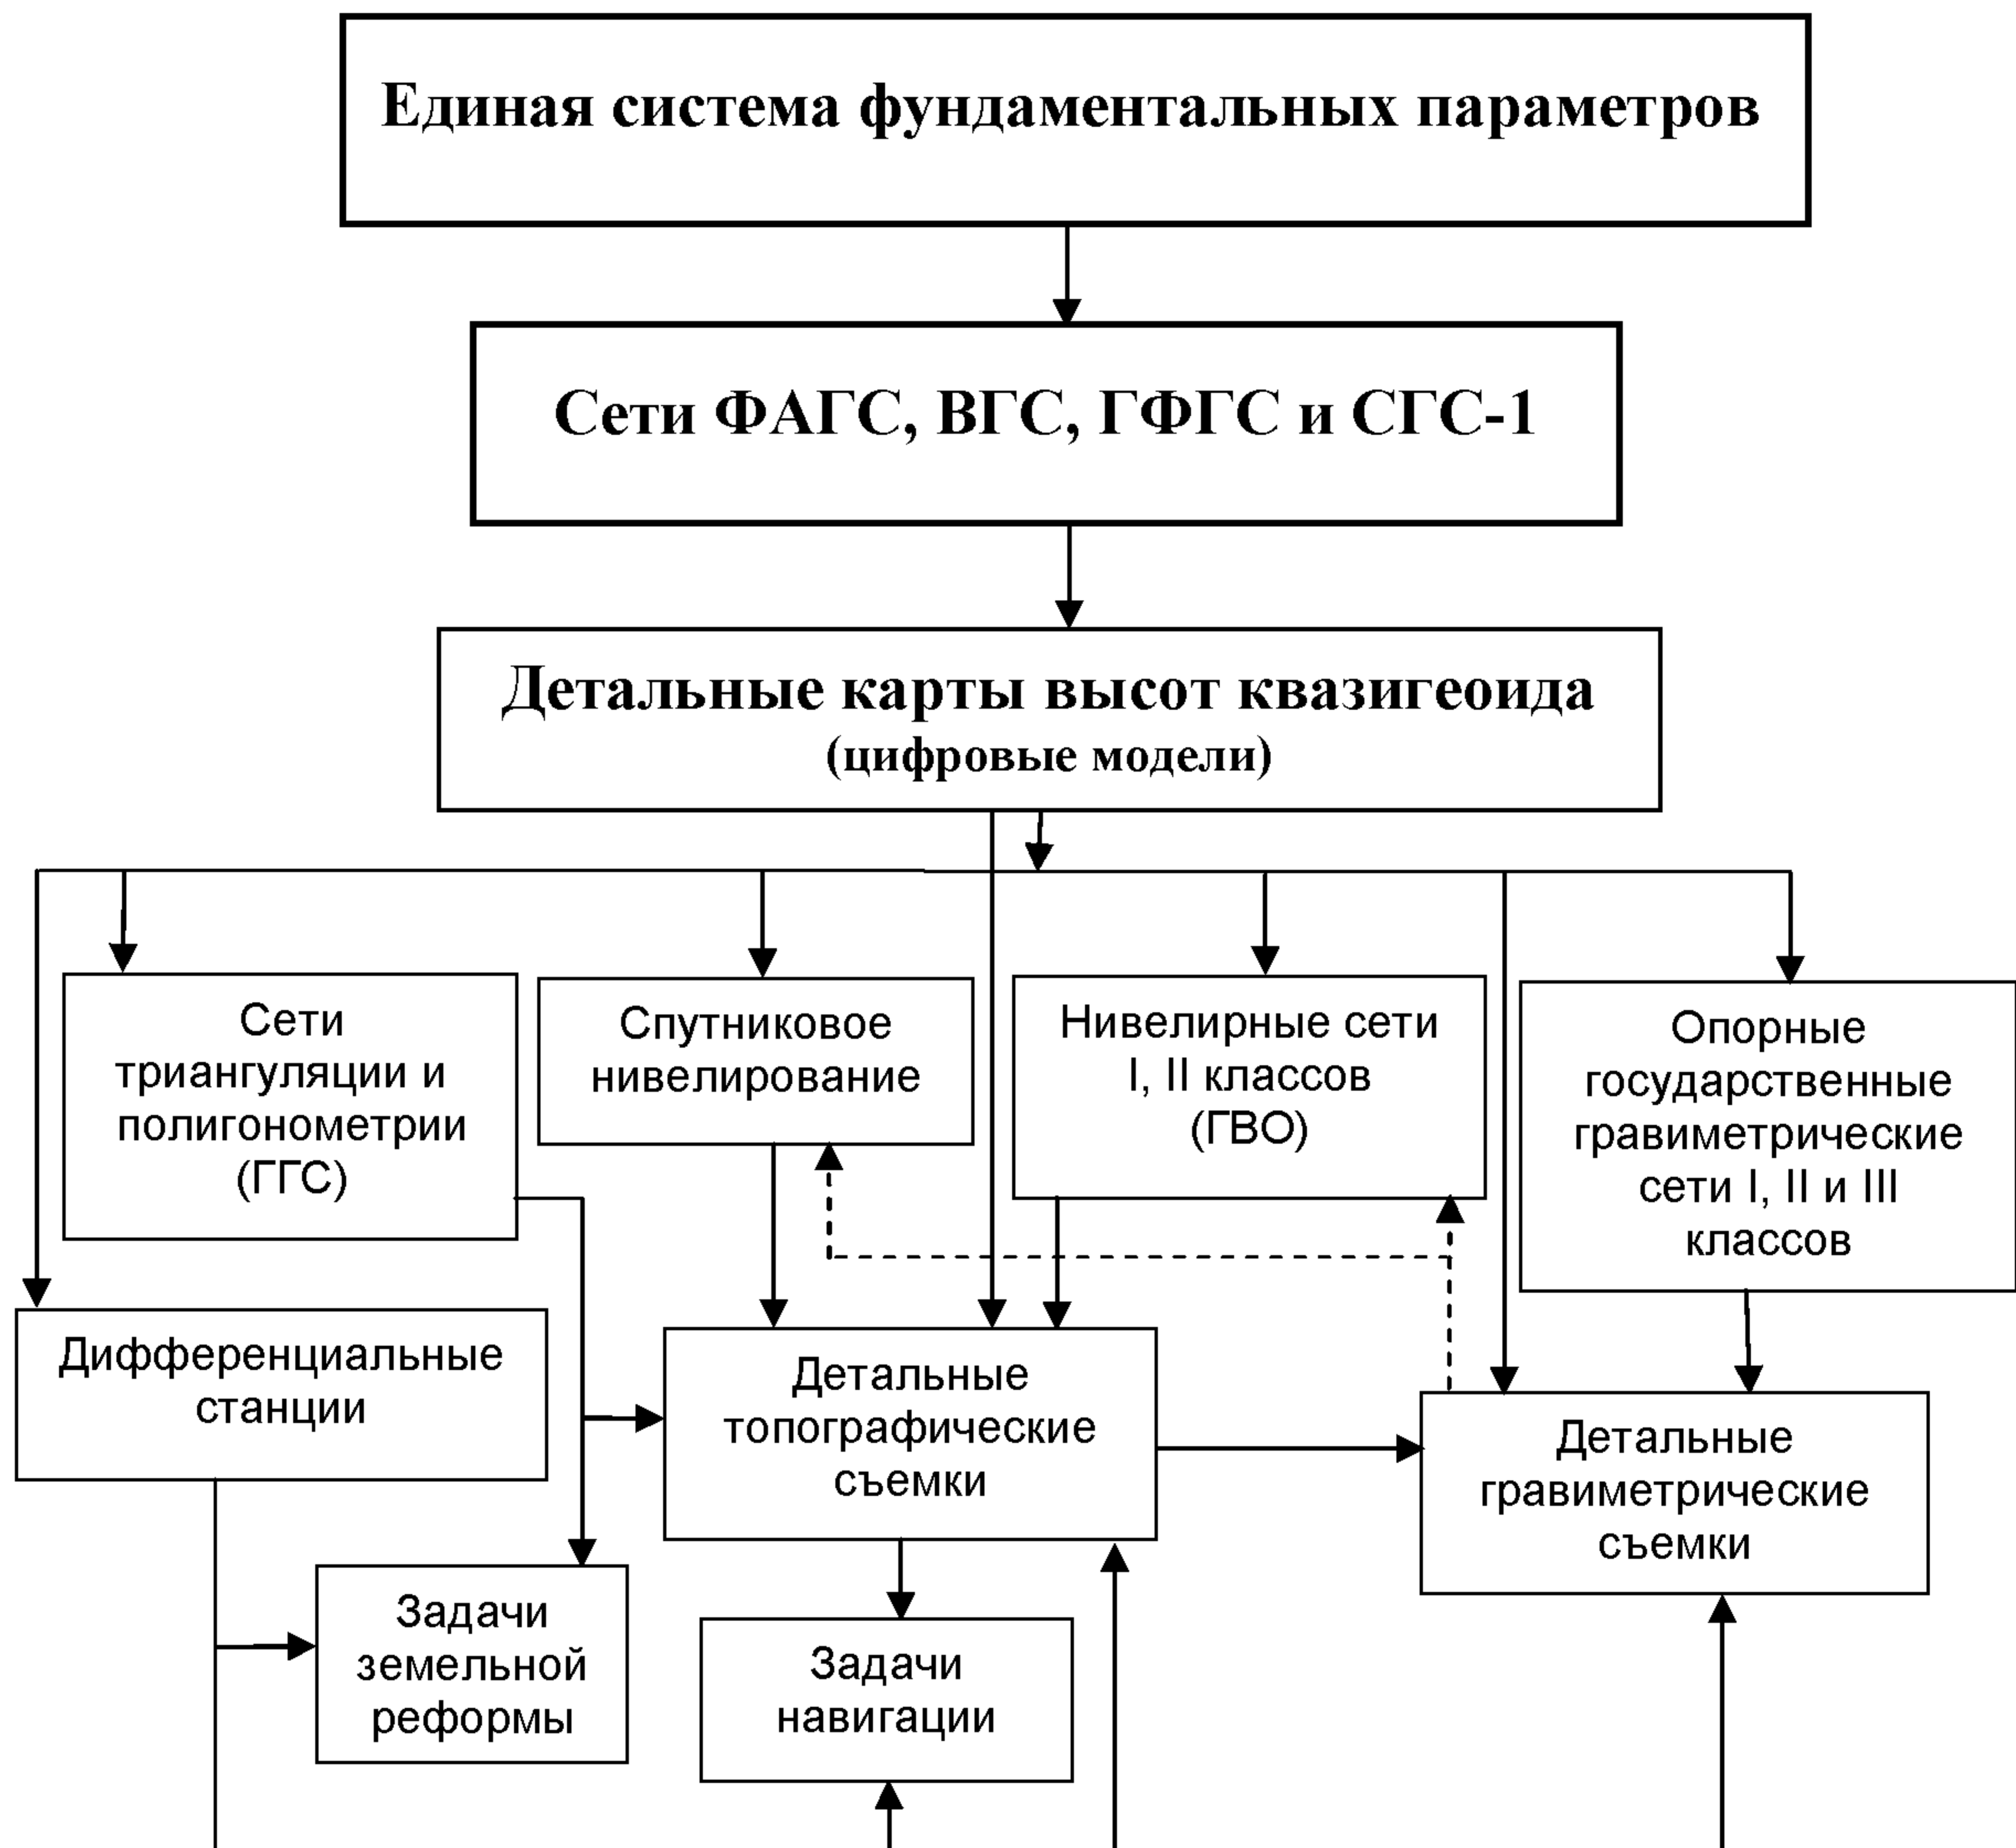 Единая система фундаментальных параметров
Сети ФАГС, ВГС, ГФГС и СГС-1
Детальные карты высот квазигеоида
(цифровые модели)
Сети
триангуляции и
полигонометрии
(ГГС)
Спутниковое
нивелирование
Нивелирные сети
I, II классов
(ГВО)
Опорные
государственные
гравиметрические
сети I, II и III
классов
Дифференциальные
станции
Детальные
топографические
съемки
Детальные
гравиметрические
съемки
Задачи
земельной
реформы
Задачи
навигации